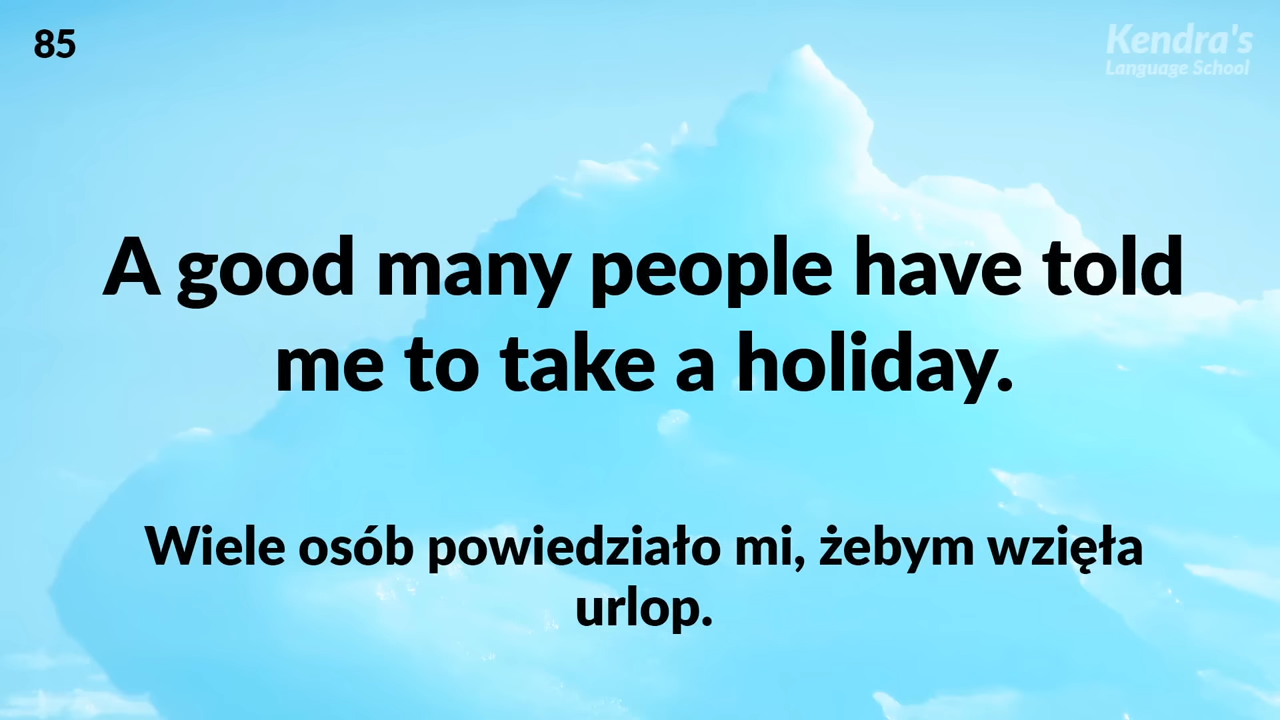 85
Kendra's
Language School
A good many people have told
me to take a holiday.
Wiele osób powiedziało mi, żebym wzięła
urlop.